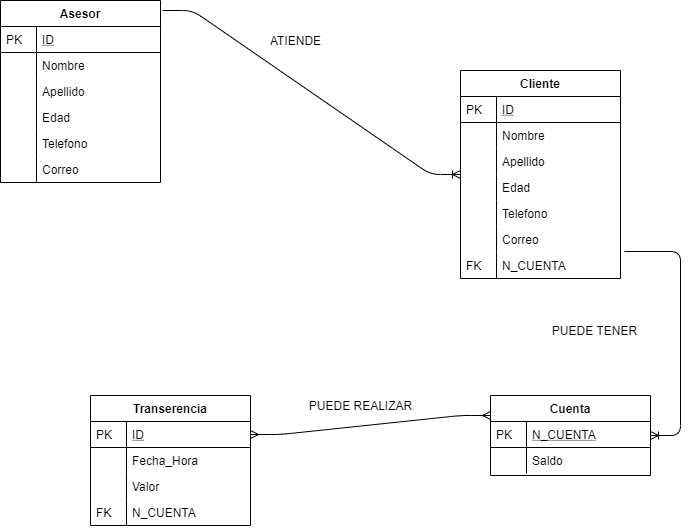 Asesor
PK ID
Nombre
Apellido
Edad
Telefono
Correo
ATIENDE
Cliente
PK ID
Nombre
Apellido
Edad
Telefono
Correo
FK N_CUENTA
PUEDE TENER
Transerencia
PK ID
Fecha_Hora
Valor
FK N_CUENTA
PUEDE REALIZAR
Cuenta
PK N_CUENTA
Saldo